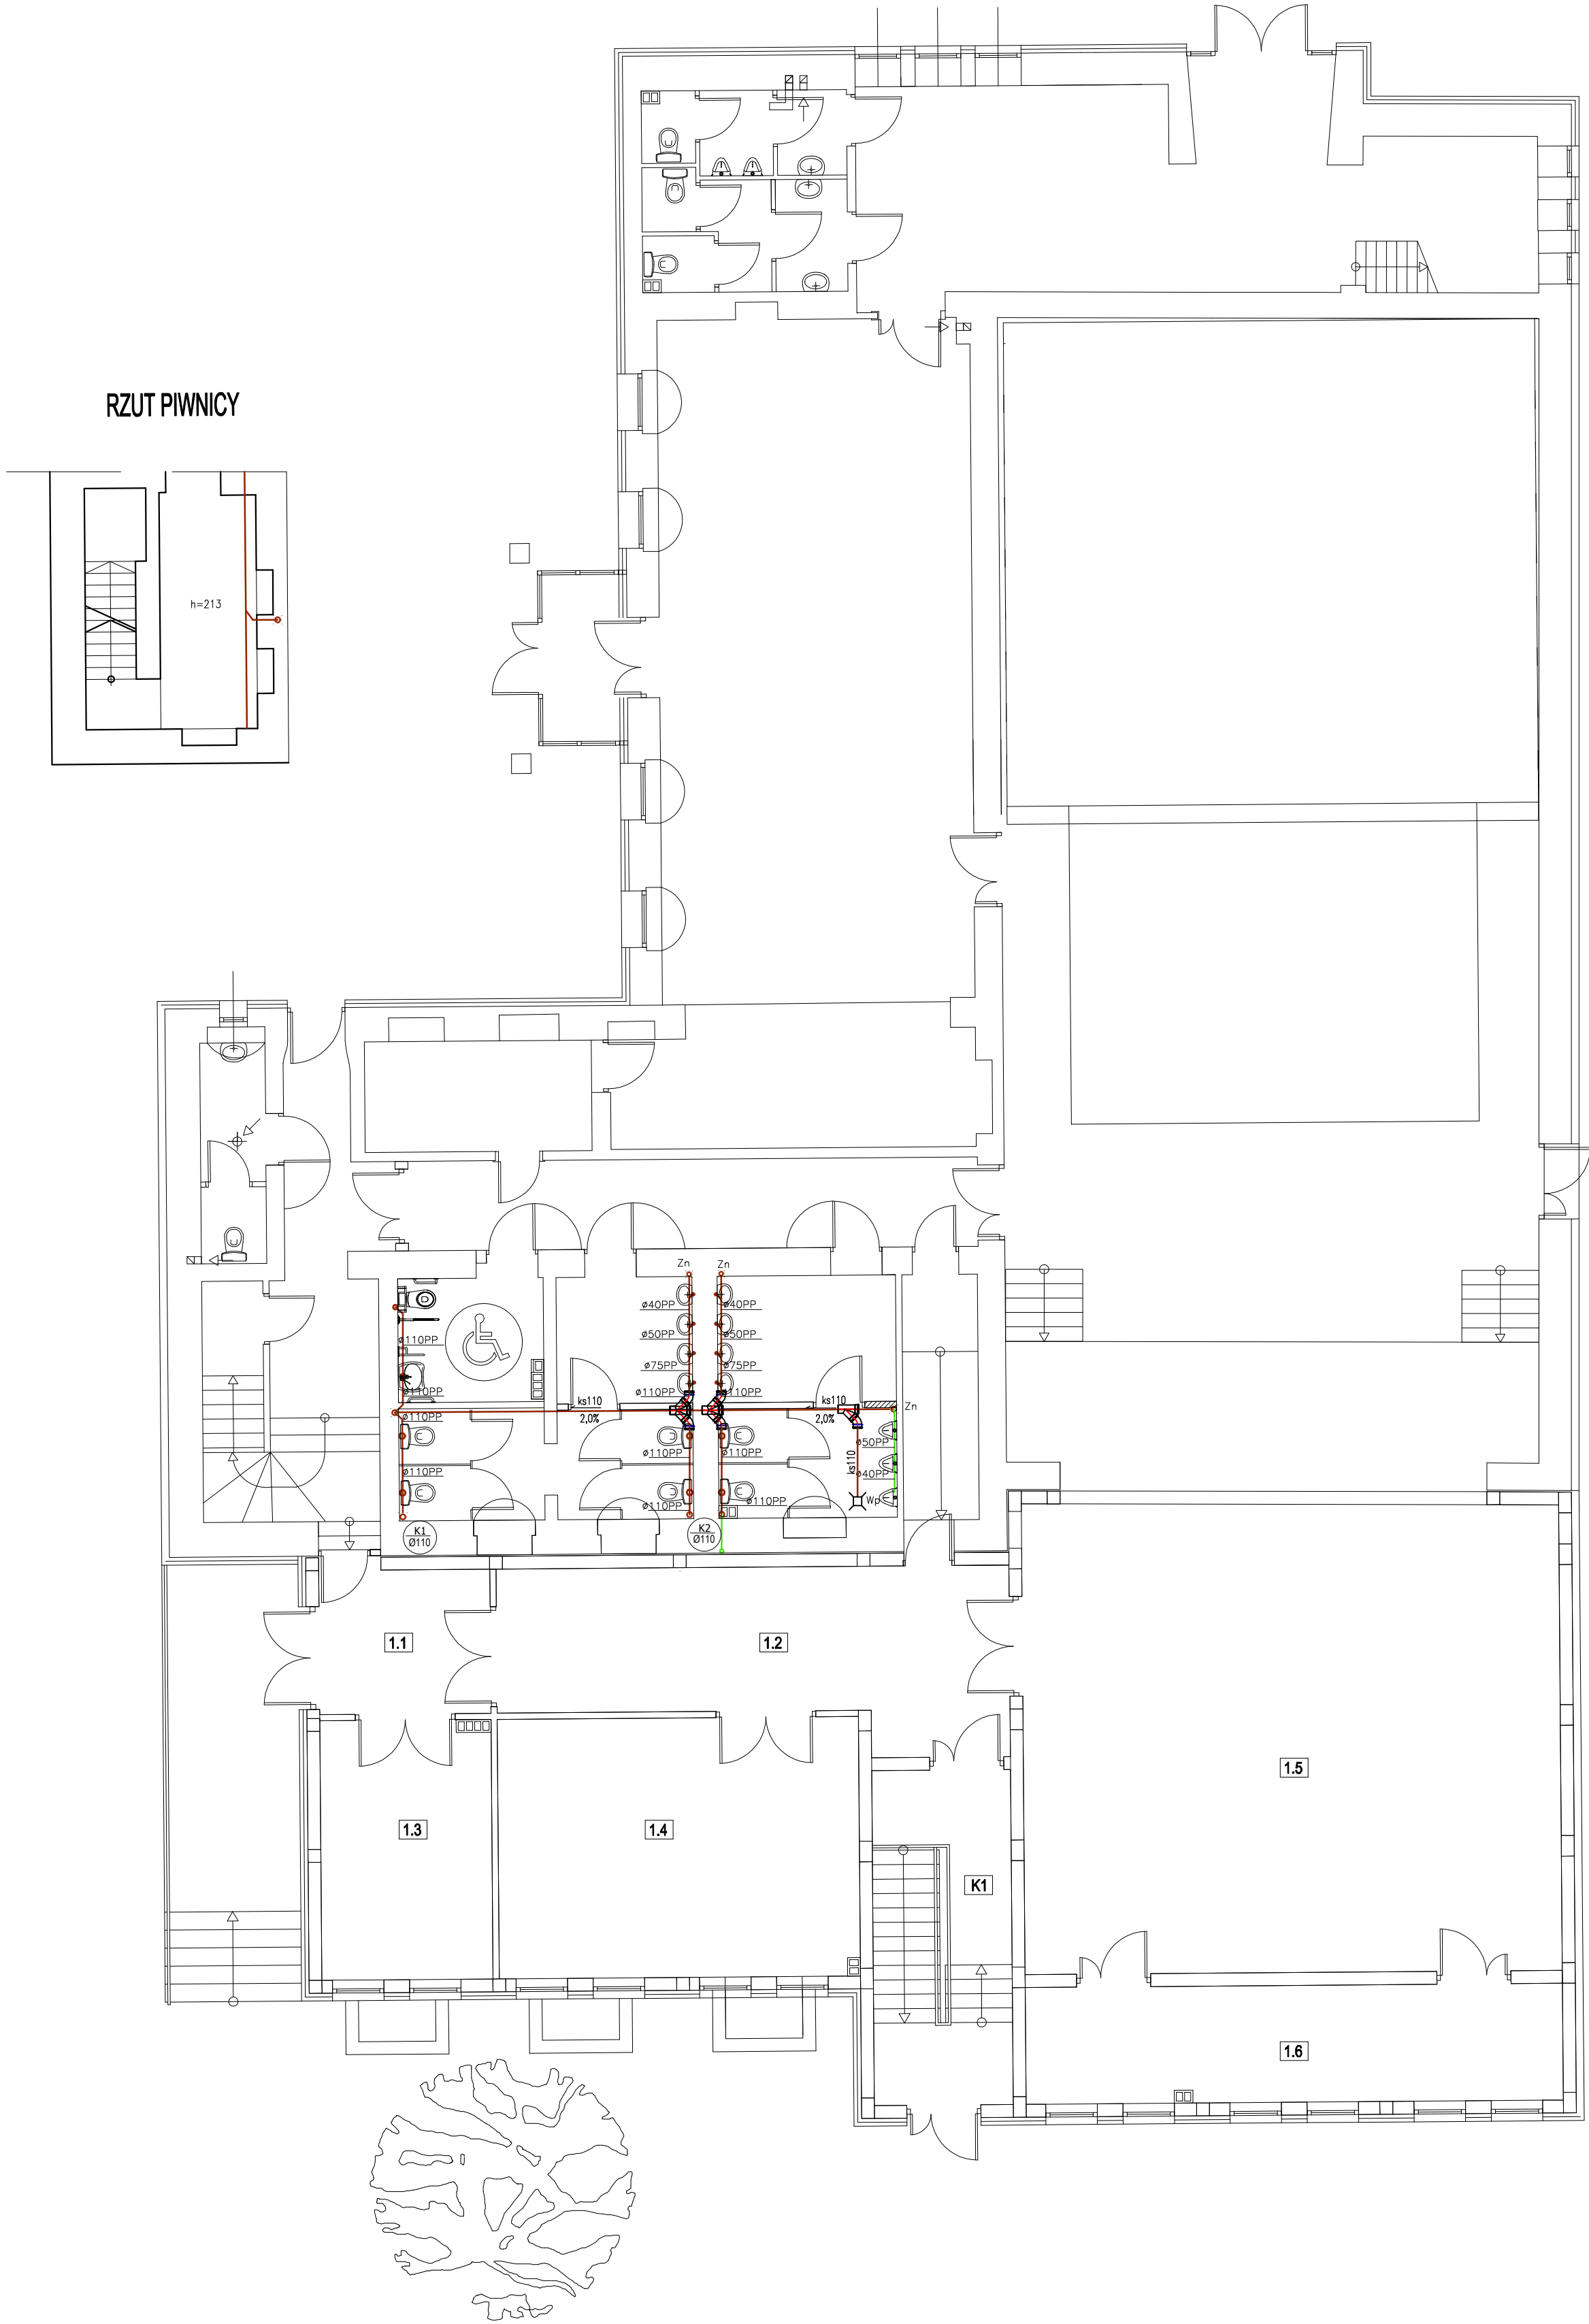 RZUT PIWNICY
h=213
Zn
Zn
ø40PP
ø40PP
ø50PP
ø50PP
ø110PP
ø75PP
ø75PP
ø110PP
ø110PP
ø110PP
ks110
2,0%
ks110
2,0%
Zn
ø110PP
ø110PP
ø110PP
ø50PP
ks110
ø110PP
ø40PP
ø110PP
ø110PP
Wp
K1
Ø110
K2
Ø110
1.1
1.2
1.3
1.4
1.5
K1
1.6